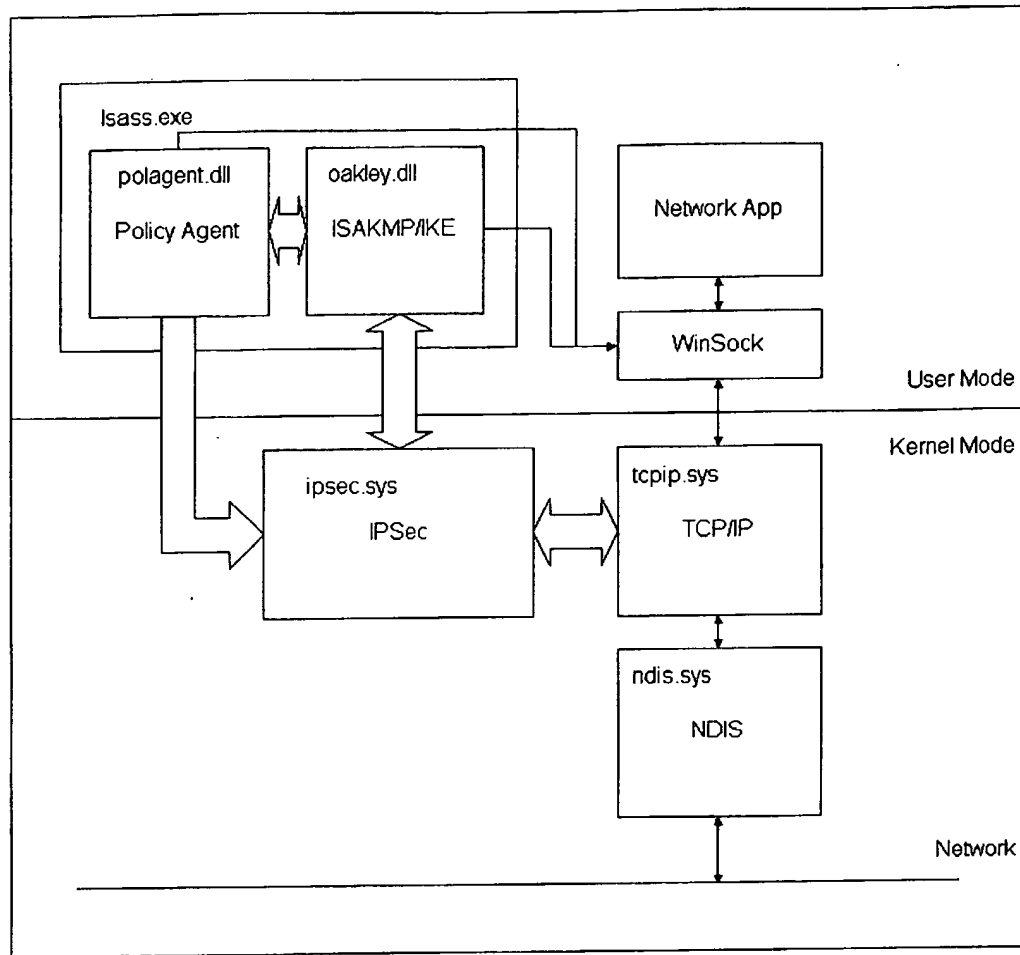 lsass.exe
polagent.dll
Policy Agent
oakley.dll
ISAKMP/IKE
Network App
WinSock
User Mode
Kernel Mode
ipsec.sys
IPSec
tcpip.sys
TCP/IP
ndis.sys
NDIS
Network